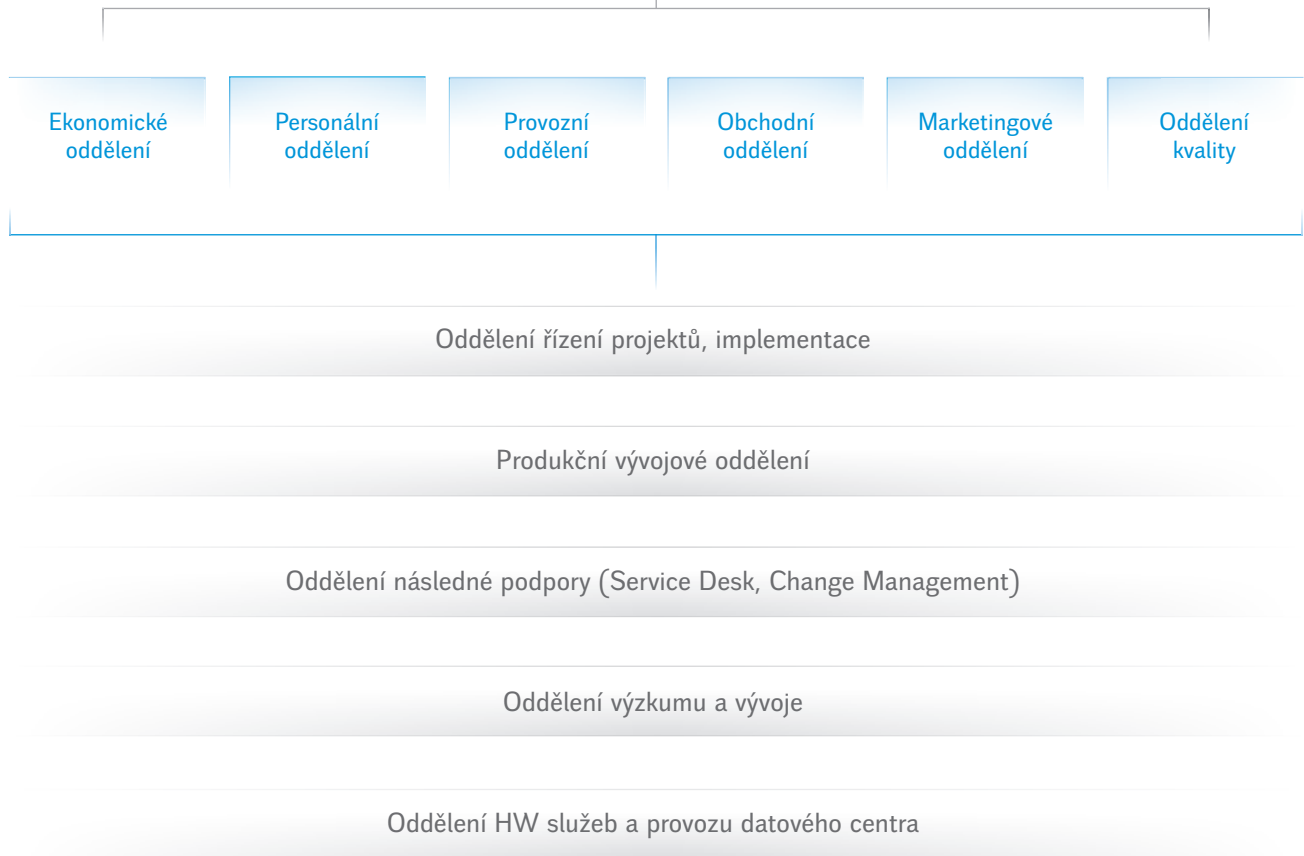 Ekonomické
oddělení
Personální
oddělení
Provozní
oddělení
Obchodní
oddělení
Marketingové
oddělení
Oddělení
kvality
Oddělení řízení projektů, implementace
Produkční vývojové oddělení
Oddělení následné podpory (Service Desk, Change Management)
Oddělení výzkumu a vývoje
Oddělení HW služeb a provozu datového centra